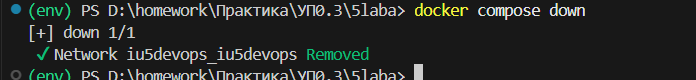 (env) PS D:\homework\Практика\УП0.3\5laba> docker compose down
[+] down 1/1
✔ Network iu5devops_iu5devops Removed
(env) PS D:\homework\Практика\УП0.3\5laba>